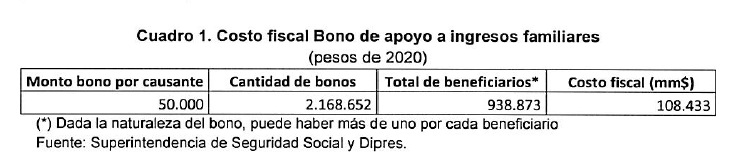 Cuadro 1. Costo fiscal Bono de apoyo a ingresos familiares
(pesos de 2020)
Monto bono por causante Cantidad de bonos Total de beneficiarios* Costo fiscal (mm$)
50.000 2.168.652 938.873 108.433
(*) Dada la naturaleza del bono, puede haber más de uno por cada beneficiario
Fuente: Superintendencia de Seguridad Social y Dipres.